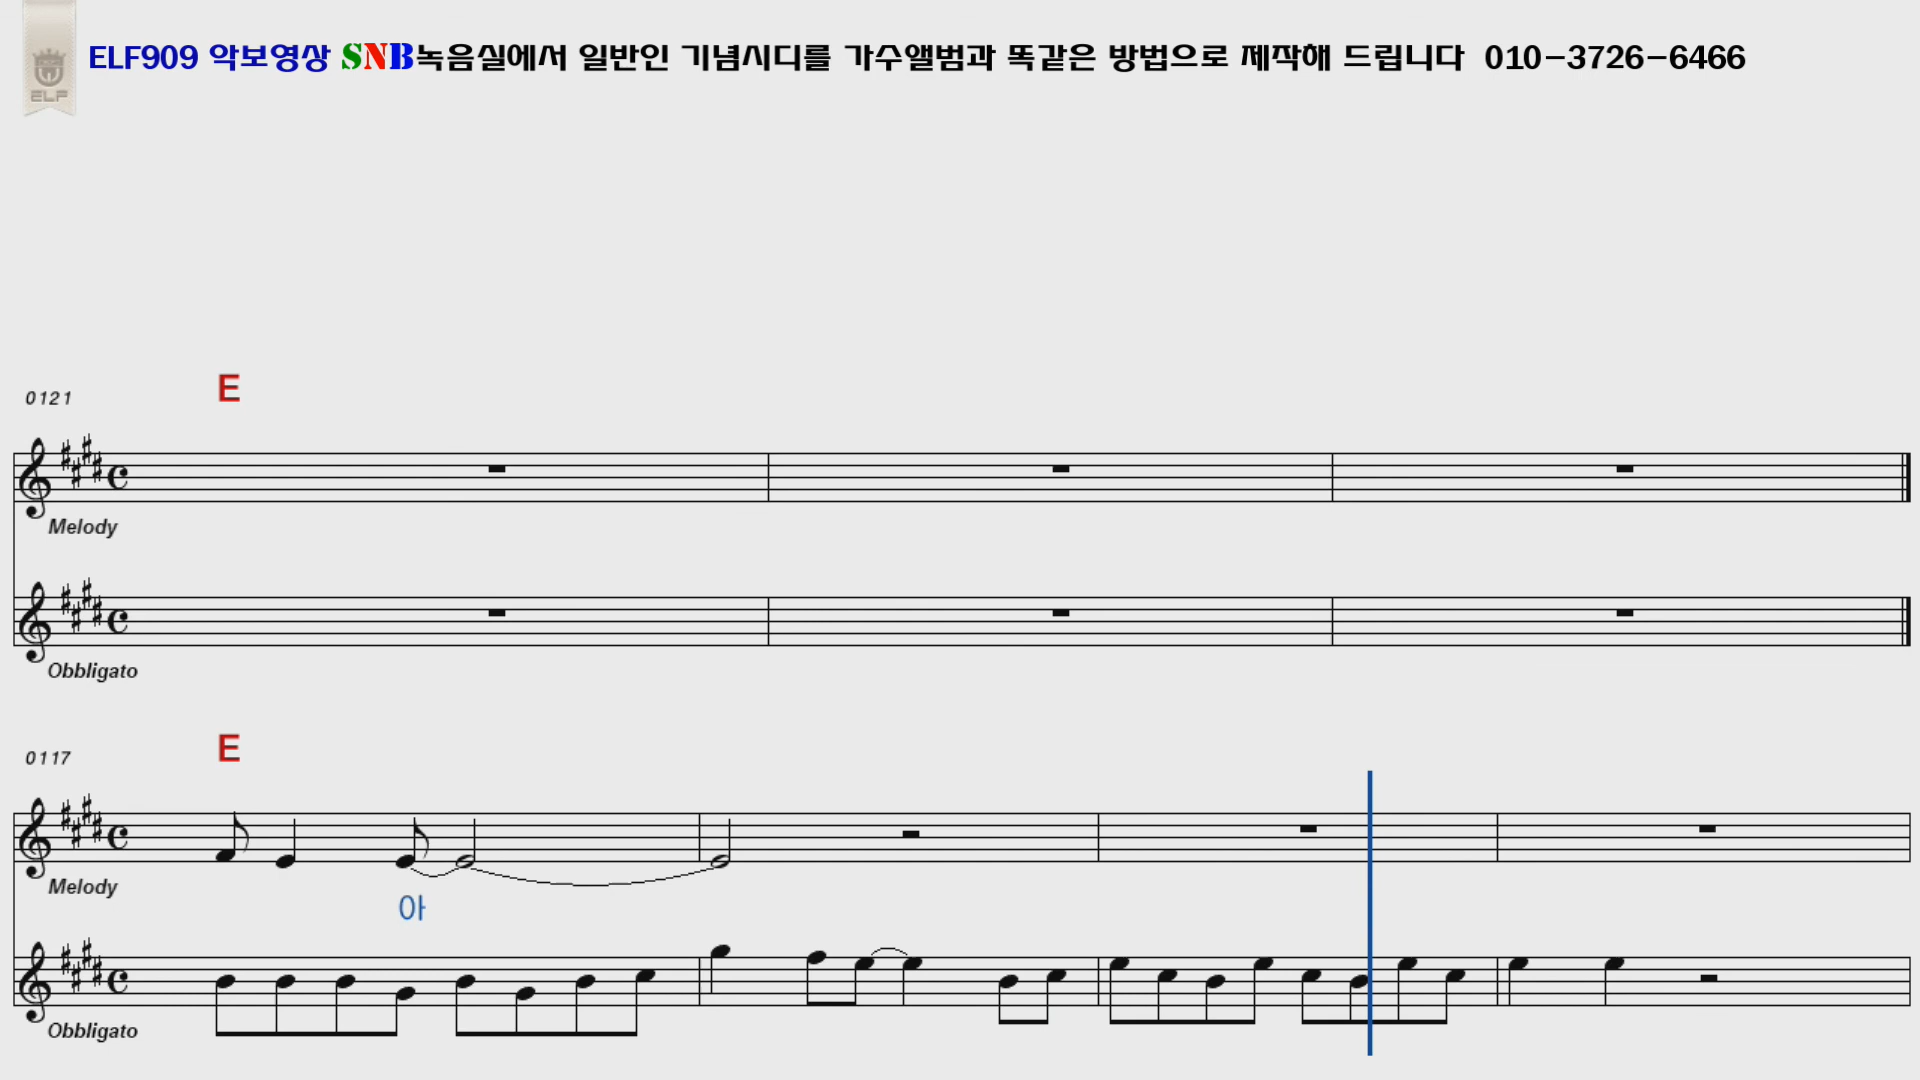 ELF909 악보영상 SNB녹음실에서 일반인 기념시디를 가수앨범과 똑같은 방법으로 제작해 드립니다 010-3726-6466
ELF
0121
E
Melody
Obbligato
0117
E
Melody
아
Obbligato